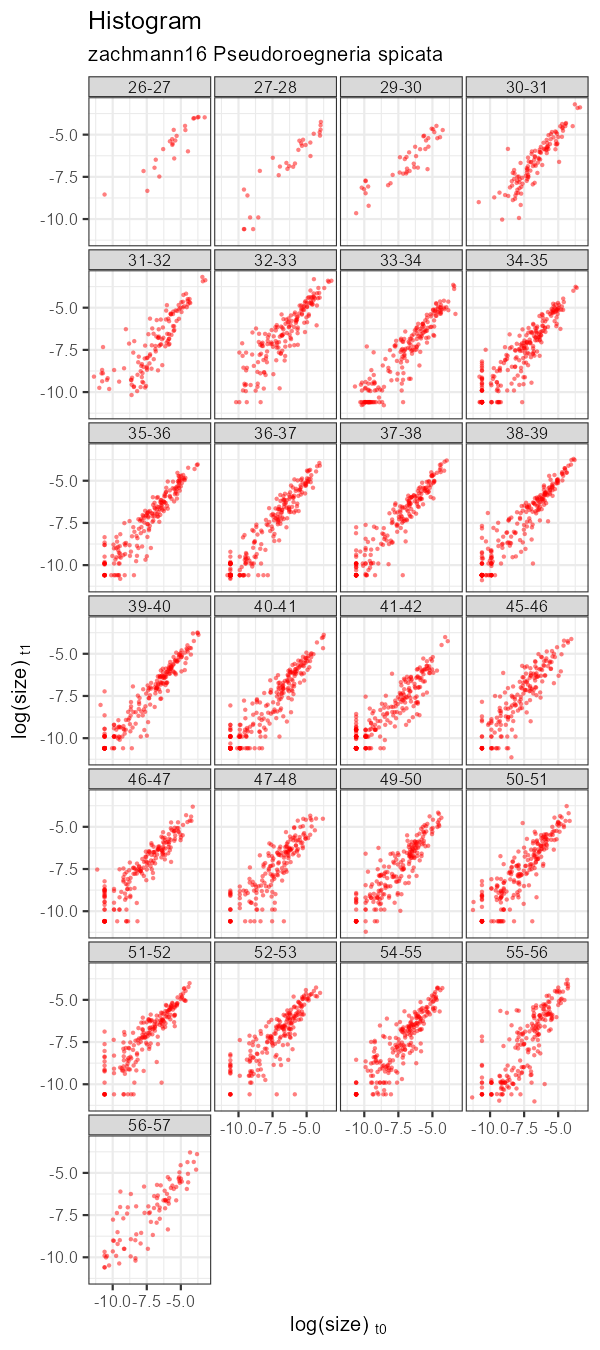 Histogram
zachmann16 Pseudoroegneria spicata
26-27 27-28 29-30 30-31
-5.0
-7.5
-10.0
31-32 32-33 33-34 34-35
-5.0
-7.5
-10.0
35-36 36-37 37-38 38-39
-5.0
-7.5
-10.0
39-40 40-41 41-42 45-46
-5.0
-7.5
-10.0
log(size) t1
46-47 47-48 49-50 50-51
-5.0
-7.5
-10.0
51-52 52-53 54-55 55-56
-5.0
-7.5
-10.0
-10.0 -7.5 -5.0 -10.0 -7.5 -5.0 -10.0 -7.5 -5.0
56-57
-5.0
-7.5
-10.0
-10.0 -7.5 -5.0
log(size) t0